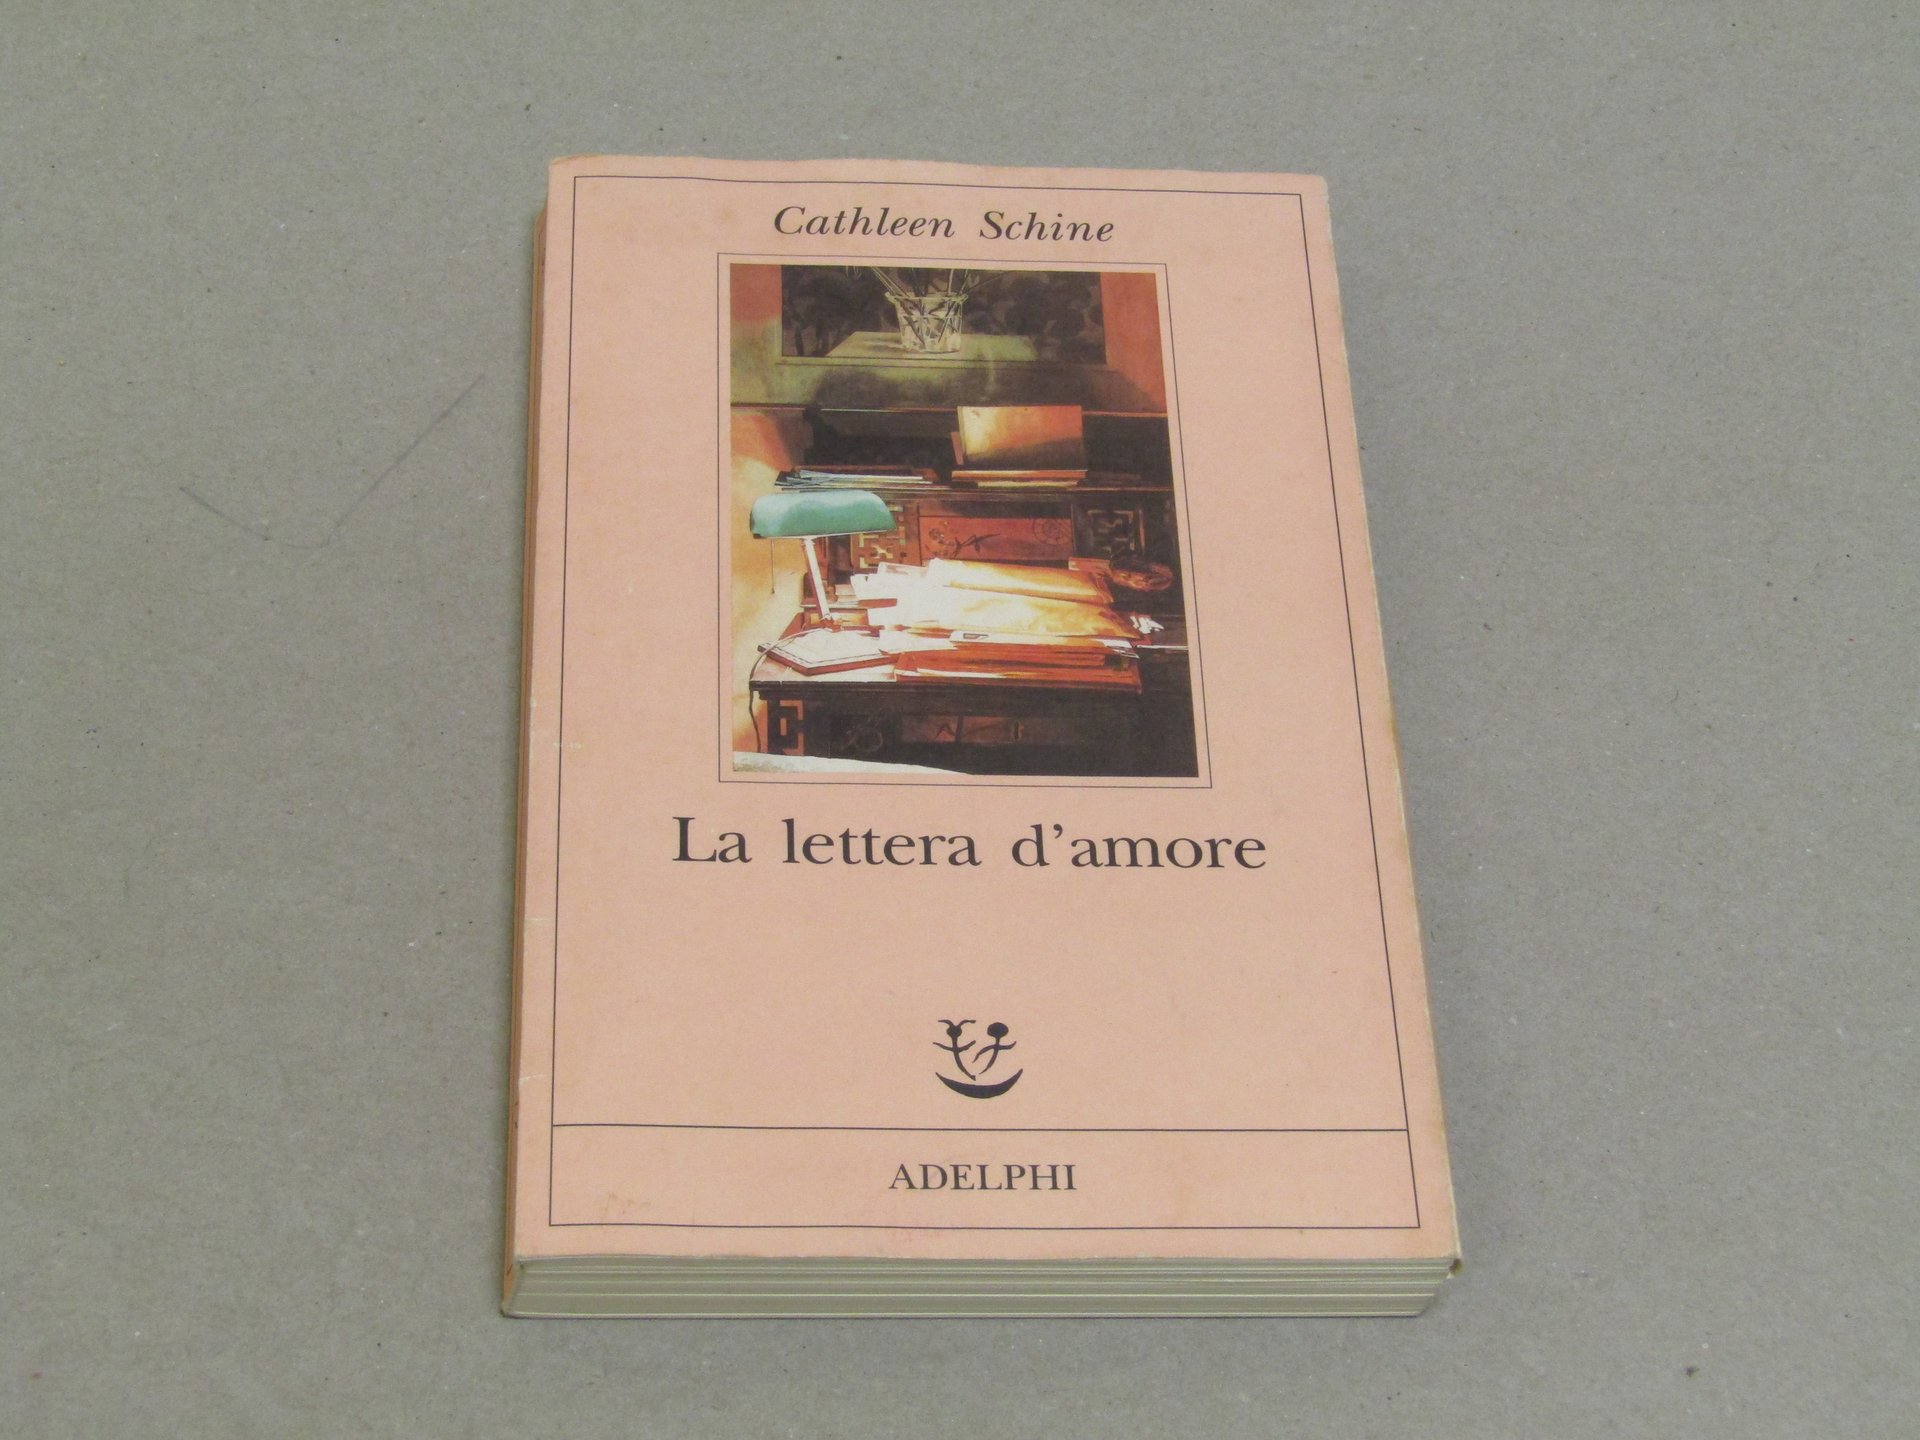 Cathleen Schine
La lettera d'amore
ADELPHI